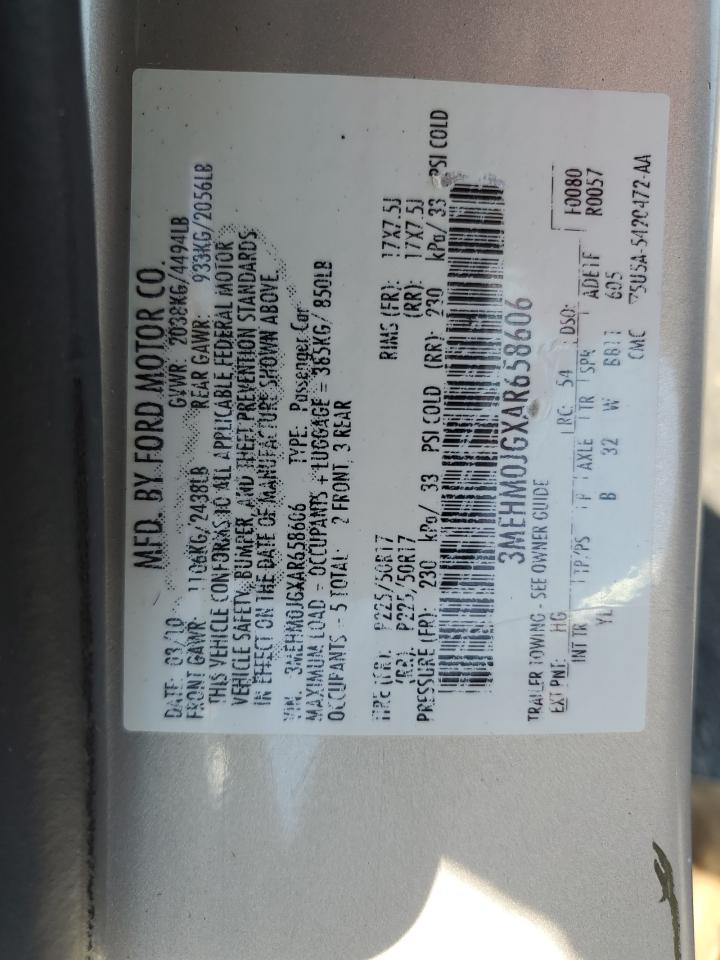 MFD. BY FORD MOTOR CO.
DATE: 03/10 GVWR: 2038KG/4494LB
FRONT GAWR: 1106KG/2438LB REAR GAWR: 933KG/2056LB
THIS VEHICLE CONFORMS TO ALL APPLICABLE FEDERAL MOTOR
VEHICLE SAFETY, BUMPER, AND THEFT PREVENTION STANDARDS
IN EFFECT ON THE DATE OF MANUFACTURE SHOWN ABOVE.
VIN: 3MEHM0JGXAR658606 TYPE: Passenger Car
MAXIMUM LOAD = OCCUPANTS + LUGGAGE = 385KG/ 850LB
OCCUPANTS - 5 TOTAL: 2 FRONT, 3 REAR
TIRE (FR): P225/50R17 RIMS (FR): 17X7.5J
(RR): P225/50R17 (RR): 17X7.5J
PRESSURE (FR): 230 kPa/ 33 PSI COLD (RR): 230 kPa/ 33 PSI COLD
3MEHM0JGXAR658606
TRAILER TOWING - SEE OWNER GUIDE
EXT PNT: HG RC: 54 DSO: F0080
INT TR TP/PS AXLE TR SPR R0057
YL B 32 W BB11 ADE1F
605
CMC 75U5A-5420472-AA